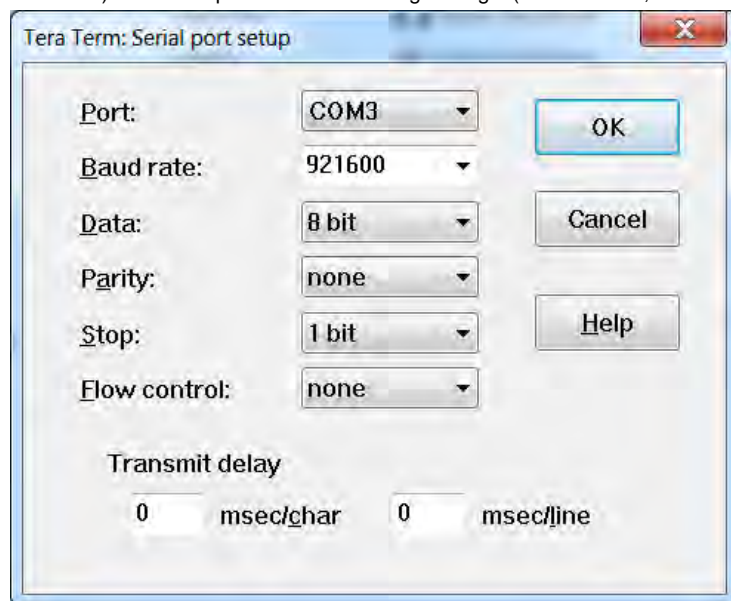 Tera Term: Serial port setup
Port: COM3 OK
Baud rate: 921600
Data: 8 bit Cancel
Parity: none
Stop: 1 bit Help
Flow control: none
Transmit delay
0 msec/char 0 msec/line